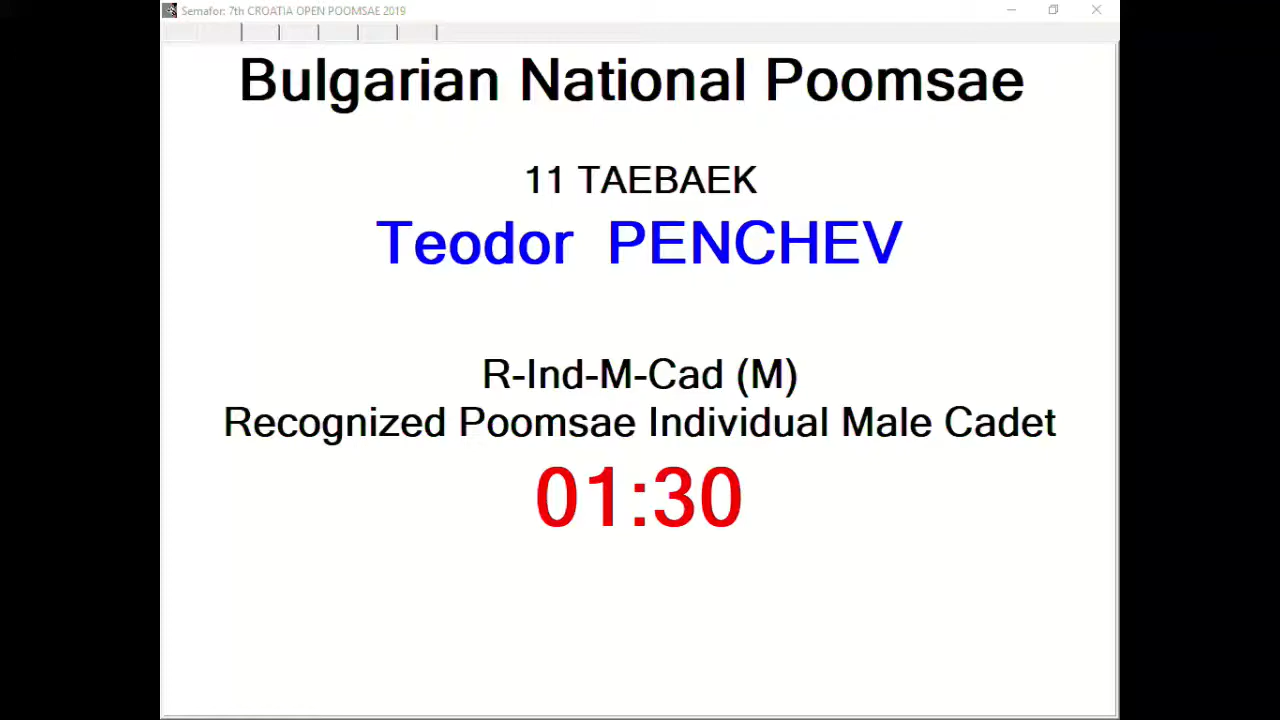 Semafor: 7th CROATIA OPEN POOMSAE 2019
Bulgarian National Poomsae
11 TAEBAEK
Teodor PENCHEV
R-Ind-M-Cad (M)
Recognized Poomsae Individual Male Cadet
01:30